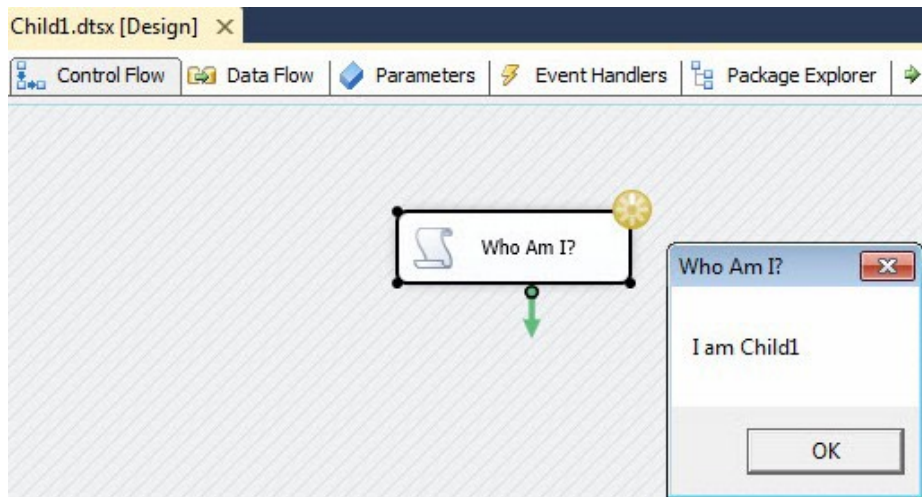 Child1.dtsx [Design]
Control Flow Data Flow Parameters Event Handlers Package Explorer
Who Am I?
Who Am I?
I am Child1
OK